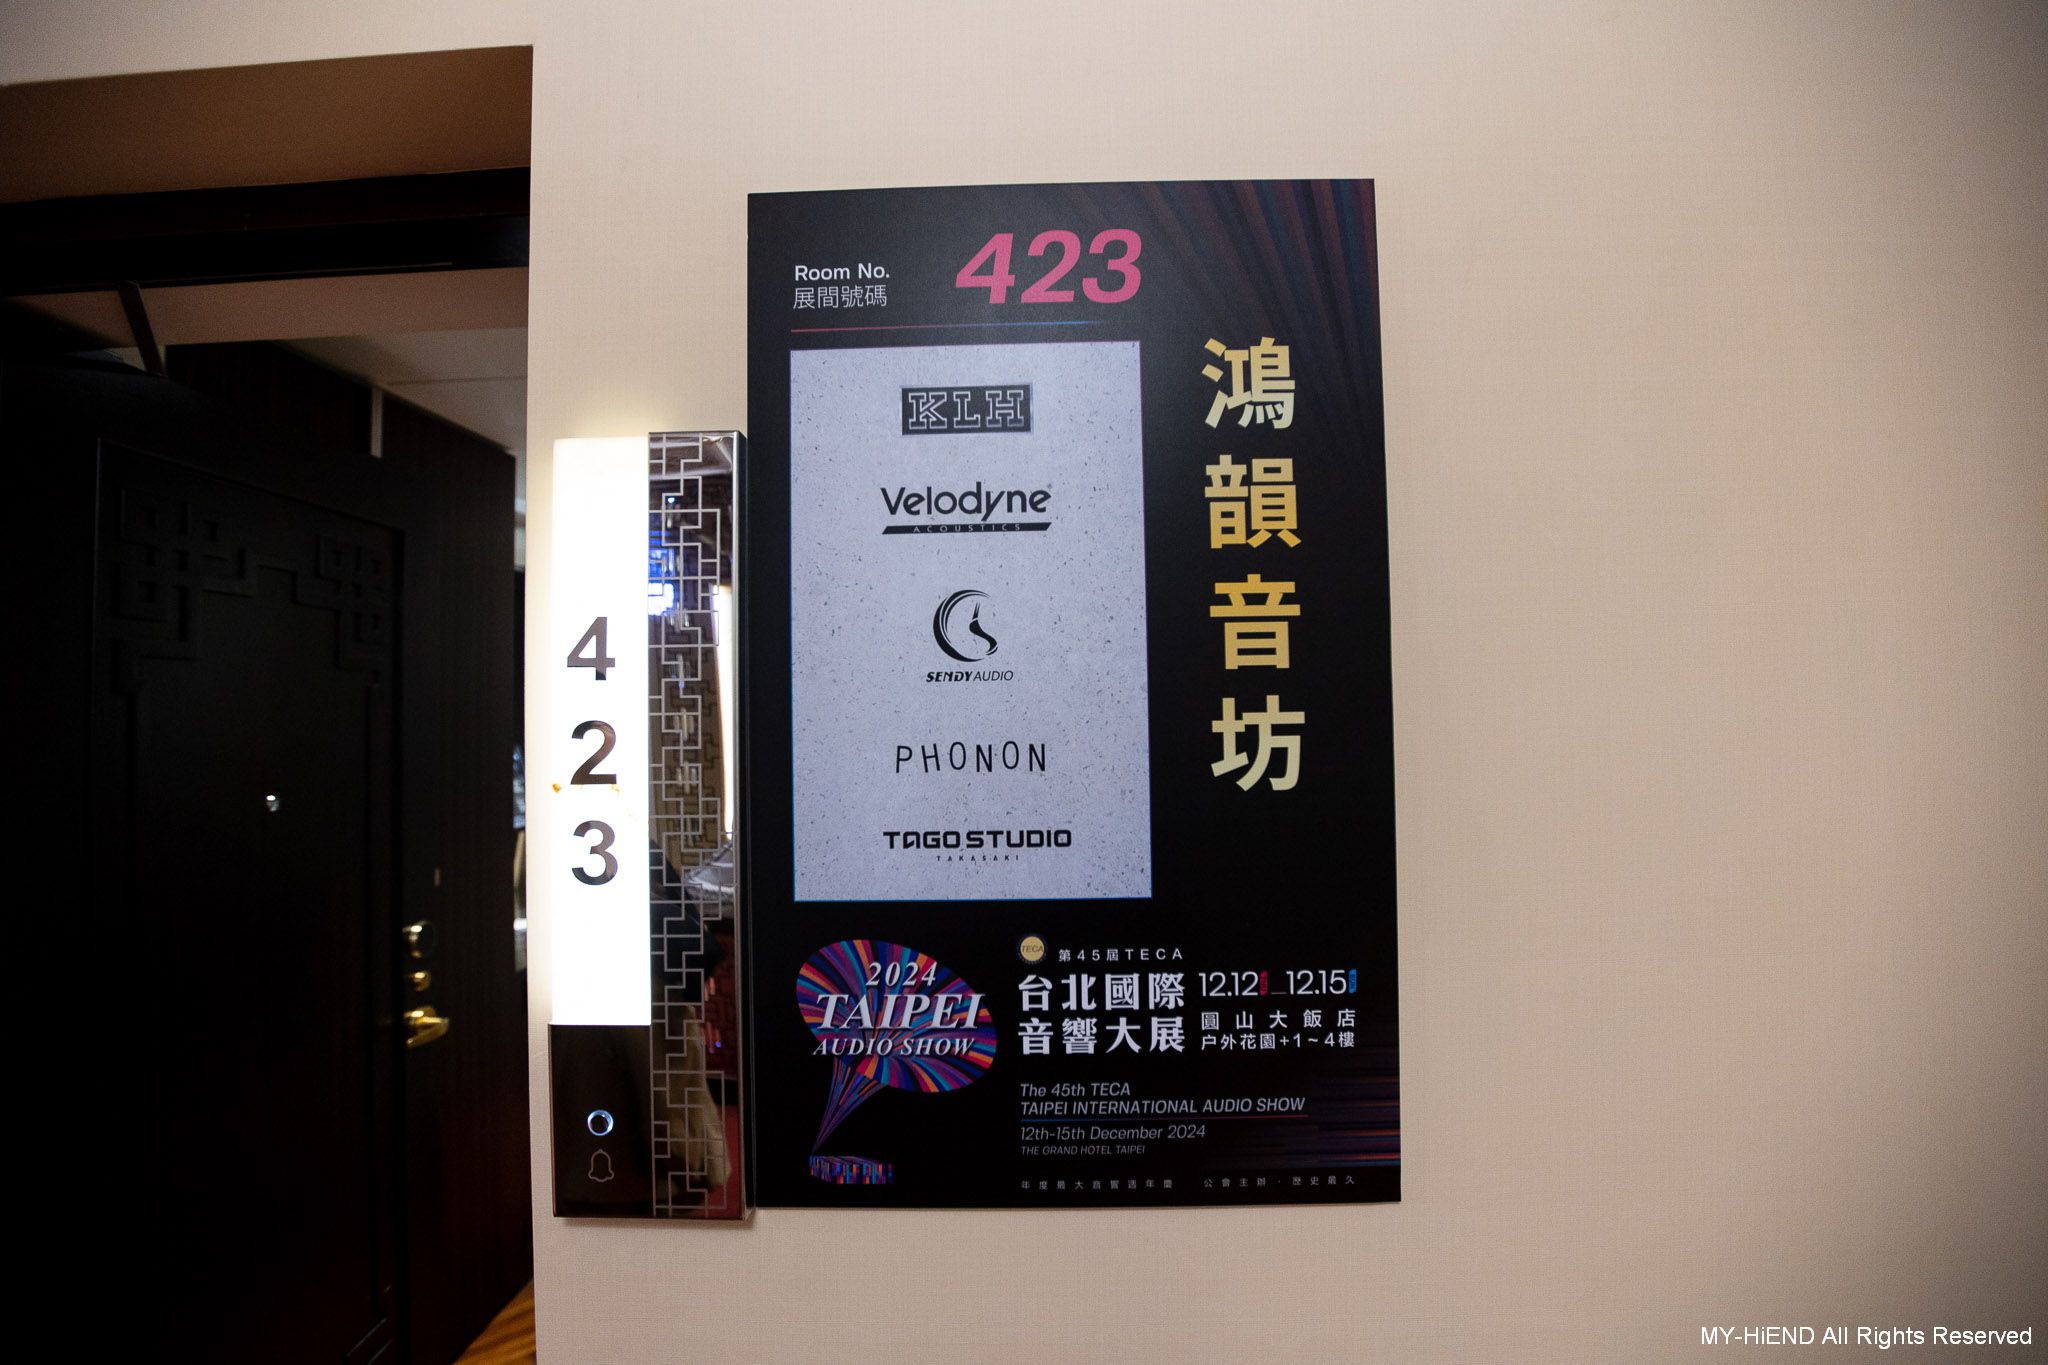 4
2
3
Room No.
展間號碼
423
鴻韻音坊
KLH
Velodyne
ACOUSTICS
SENDYAUDIO
PHONON
TAGO STUDIO
TAKASAKI
2024
TAIPEI
AUDIO SHOW
TECA
第45屆TECA
台北國際
音響大展
12.12
12.15
圓山大飯店
戶外花園+1~4樓
The 45th TECA
TAIPEI INTERNATIONAL AUDIO SHOW
12th-15th December 2024
THE GRAND HOTEL TAIPEI
年度最大音響週年慶 公會主辦·歷史最久
MY-HiEND All Rights Reserved